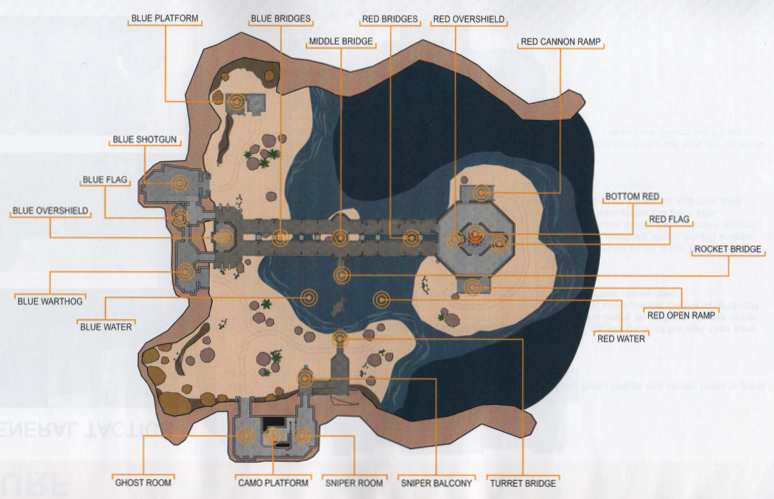 BLUE PLATFORM
BLUE BRIDGES
RED BRIDGES
RED OVERSHIELD
MIDDLE BRIDGE
RED CANNON RAMP
BLUE SHOTGUN
BLUE FLAG
BLUE OVERSHIELD
BOTTOM RED
RED FLAG
ROCKET BRIDGE
BLUE WARTHOG
RED OPEN RAMP
BLUE WATER
RED WATER
GHOST ROOM
CAMO PLATFORM
SNIPER ROOM
SNIPER BALCONY
TURRET BRIDGE